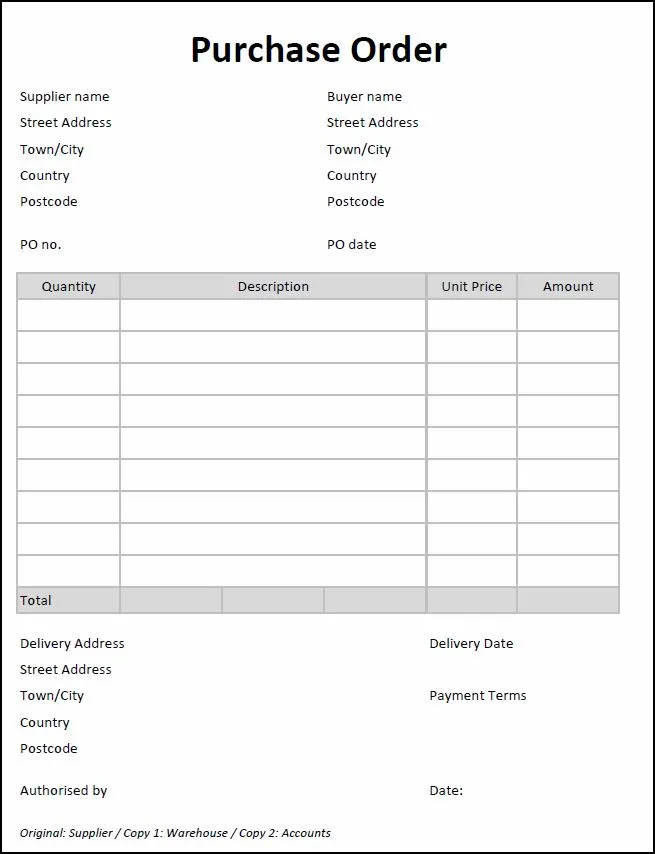 Purchase Order
Supplier name Buyer name
Street Address Street Address
Town/City Town/City
Country Country
Postcode Postcode
PO no. PO date
Quantity Description Unit Price Amount
Total
Delivery Address Delivery Date
Street Address
Town/City Payment Terms
Country
Postcode
Authorised by Date:
Original: Supplier / Copy 1: Warehouse / Copy 2: Accounts